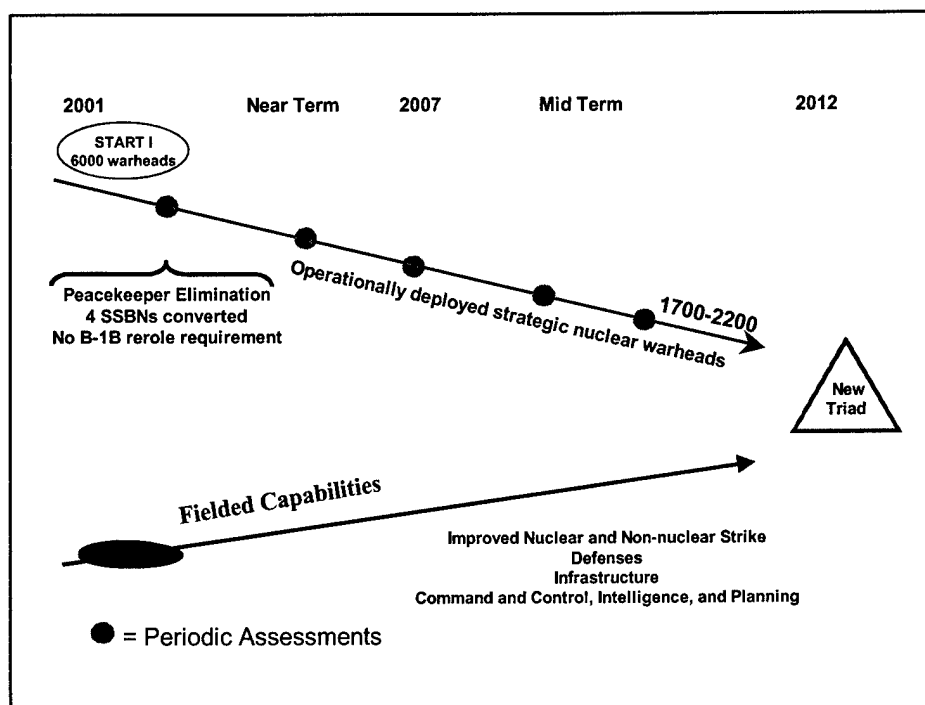 2001 Near Term 2007 Mid Term 2012
START I
6000 warheads
Peacekeeper Elimination
4 SSBNs converted
No B-1B rerole requirement
Operationally deployed strategic nuclear warheads
1700-2200
New
Triad
Fielded Capabilities
Improved Nuclear and Non-nuclear Strike
Defenses
Infrastructure
Command and Control, Intelligence, and Planning
= Periodic Assessments